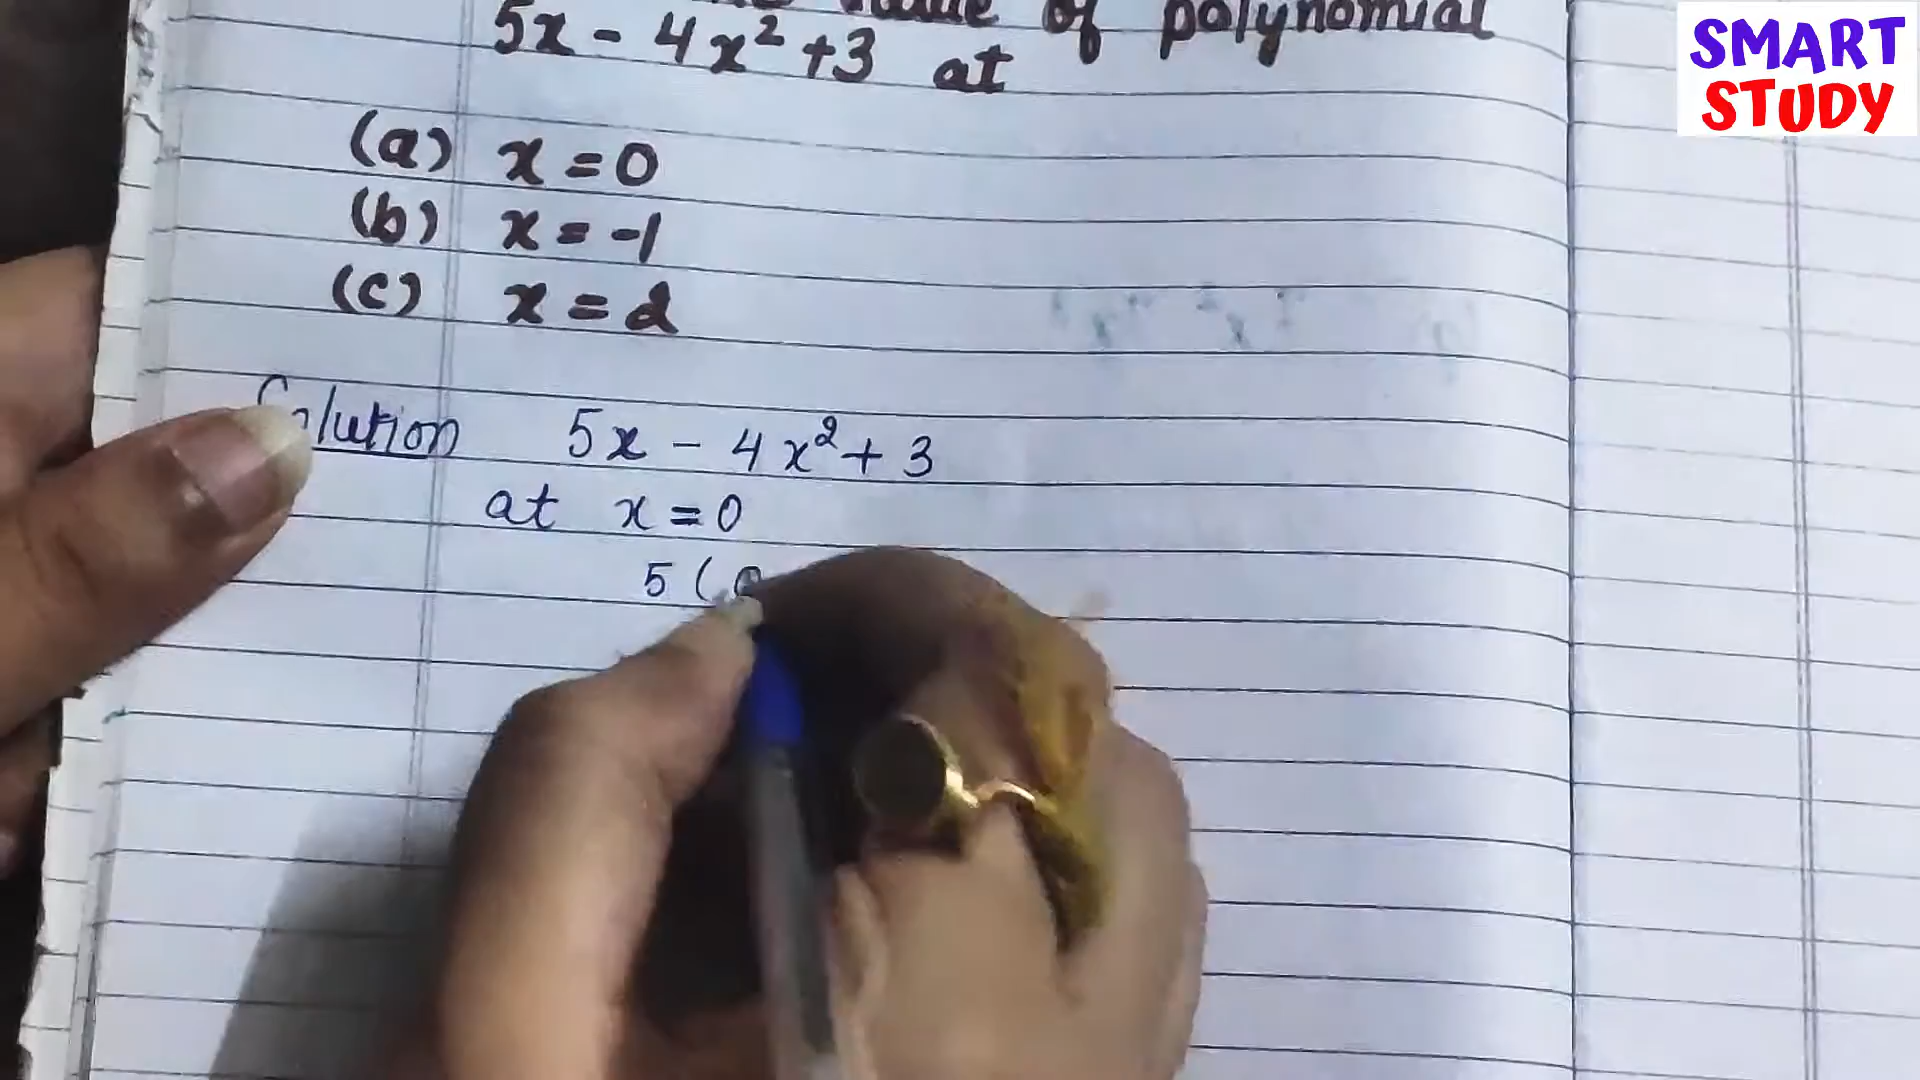 value of polynomial
5x - 4x² + 3 at
(a) x = 0
(b) x = -1
(c) x = 2
Solution 5x - 4x² + 3
at x = 0
5 ( 0
SMART
STUDY